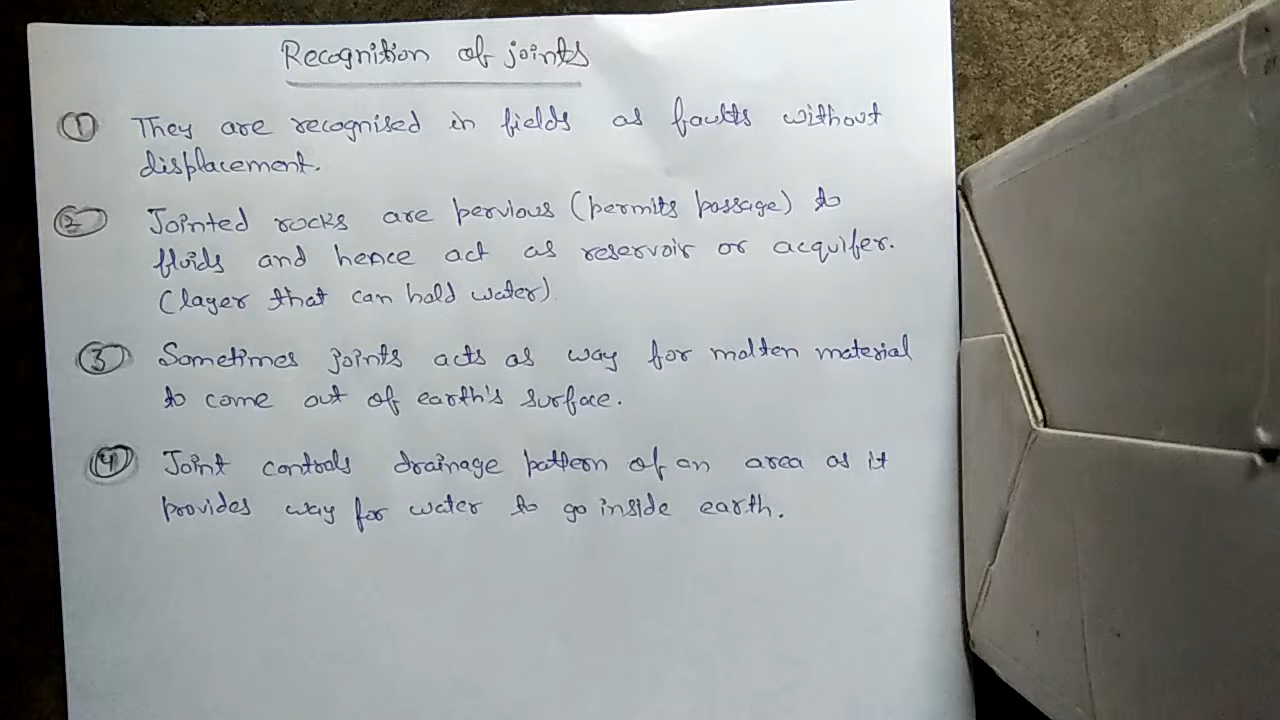 Recognition of joints
① They are recognised in fields as faults without
displacement.
② Jointed rocks are pervious (permits passage) to
fluids and hence act as reservoir or acquifer.
(layer that can hold water).
③ Sometimes joints acts as way for molten material
to come out of earth's surface.
④ Joint controls drainage pattern of an area as it
provides way for water to go inside earth.